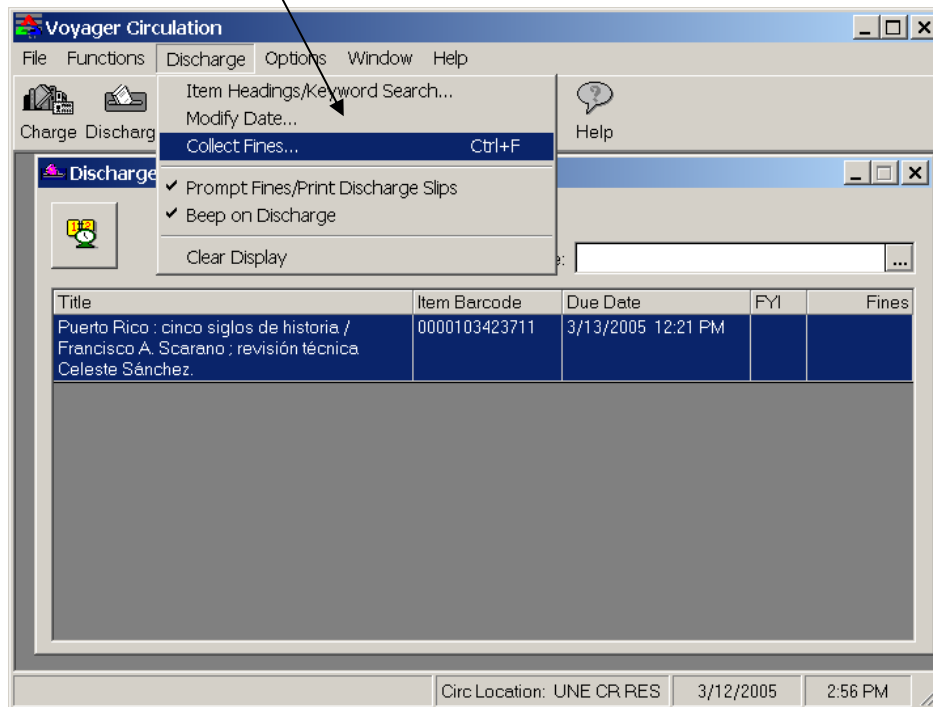 Voyager Circulation
File Functions Discharge Options Window Help
Item Headings/Keyword Search...
Modify Date...
Collect Fines... Ctrl+F
Prompt Fines/Print Discharge Slips
Beep on Discharge
Clear Display
Charge Discharg Help
Discharge
e:
...
Title Item Barcode Due Date FYI Fines
Puerto Rico : cinco siglos de historia / 0000103423711 3/13/2005 12:21 PM
Francisco A. Scarano ; revisión técnica
Celeste Sánchez.
Circ Location: UNE CR RES 3/12/2005 2:56 PM